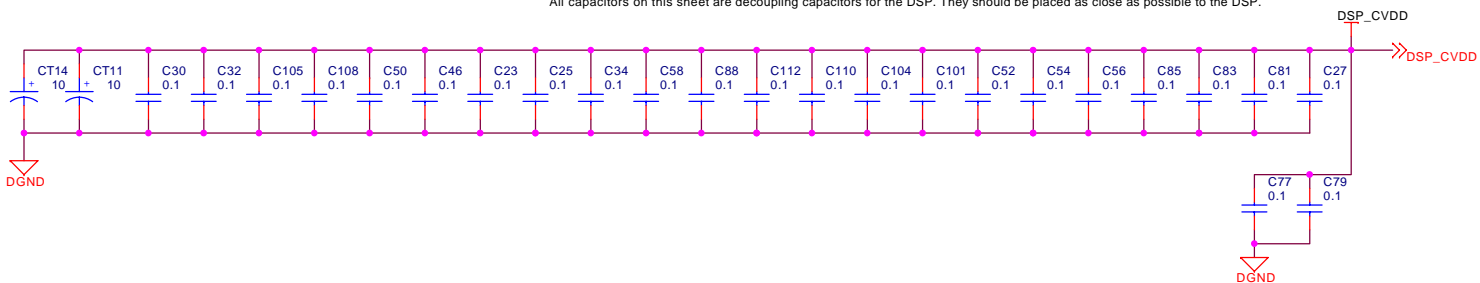 All capacitors on this sheet are decoupling capacitors for the DSP. They should be placed as close as possible to the DSP.
DSP_CVDD
DSP_CVDD
CT14 CT11 C30 C32 C105 C108 C50 C46 C23 C25 C34 C58 C88 C112 C110 C104 C101 C52 C54 C56 C85 C83 C81 C27
10 10 0.1 0.1 0.1 0.1 0.1 0.1 0.1 0.1 0.1 0.1 0.1 0.1 0.1 0.1 0.1 0.1 0.1 0.1 0.1 0.1 0.1 0.1
+ +
DGND
C77 C79
0.1 0.1
DGND